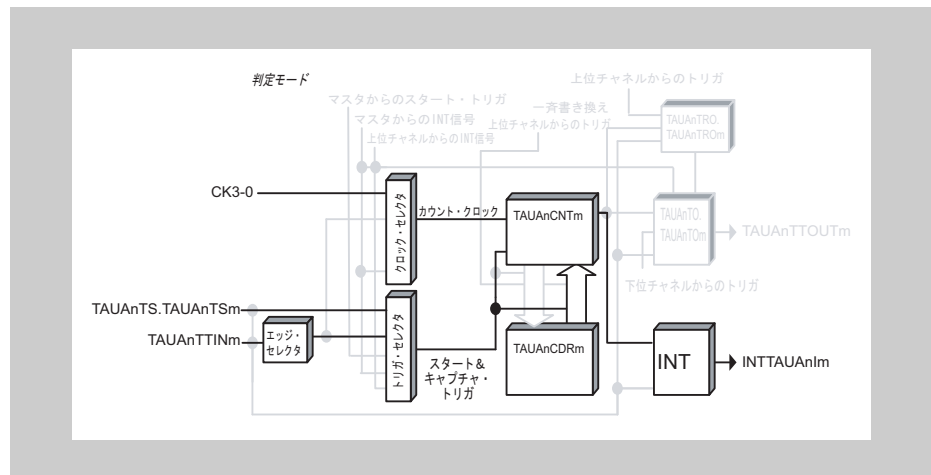 判定モード
上位チャネルからのトリガ
マスタからのスタート・トリガ
一斉書き換え
マスタからのINT信号
上位チャネルからのトリガ
上位チャネルからのINT信号
TAUAnTRO.
TAUAnTROm
CK3-0
クロック・セレクタ
カウント・クロック
TAUAnCNTm
TAUAnTO.
TAUAnTOm
TAUAnTTOUTm
下位チャネルからのトリガ
TAUAnTS.TAUAnTSm
TAUAnTTINm
エッジ・
セレクタ
トリガ・セレクタ
スタート&
キャプチャ・
トリガ
TAUAnCDRm
INT
INTTAUAnIm